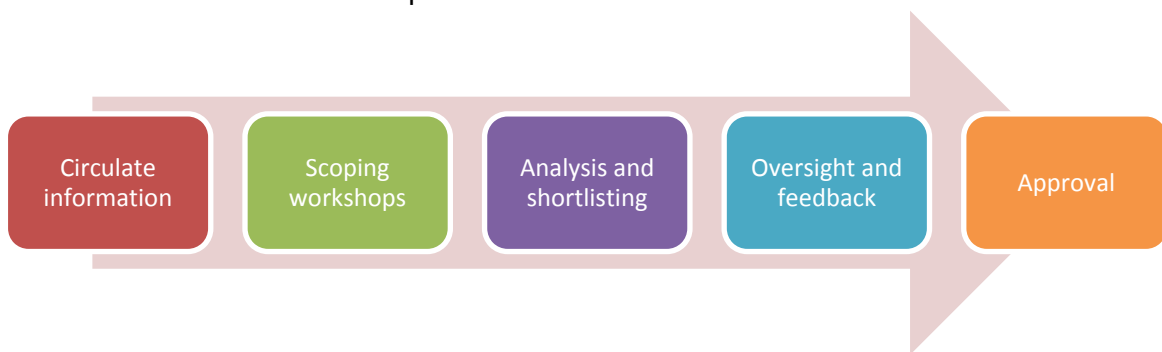 Circulate
information
Scoping
workshops
Analysis and
shortlisting
Oversight and
feedback
Approval